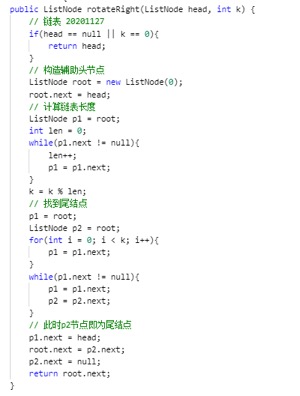 public ListNode rotateRight(ListNode head, int k) {
    // 链表 20201127
    if(head == null || k == 0){
        return head;
    }
    // 构造辅助头节点
    ListNode root = new ListNode(0);
    root.next = head;
    // 计算链表长度
    ListNode p1 = root;
    int len = 0;
    while(p1.next != null){
        len++;
        p1 = p1.next;
    }
    k = k % len;
    // 找到尾结点
    p1 = root;
    ListNode p2 = root;
    for(int i = 0; i < k; i++){
        p1 = p1.next;
    }
    while(p1.next != null){
        p1 = p1.next;
        p2 = p2.next;
    }
    // 此时p2节点即为尾结点
    p1.next = head;
    root.next = p2.next;
    p2.next = null;
    return root.next;
}